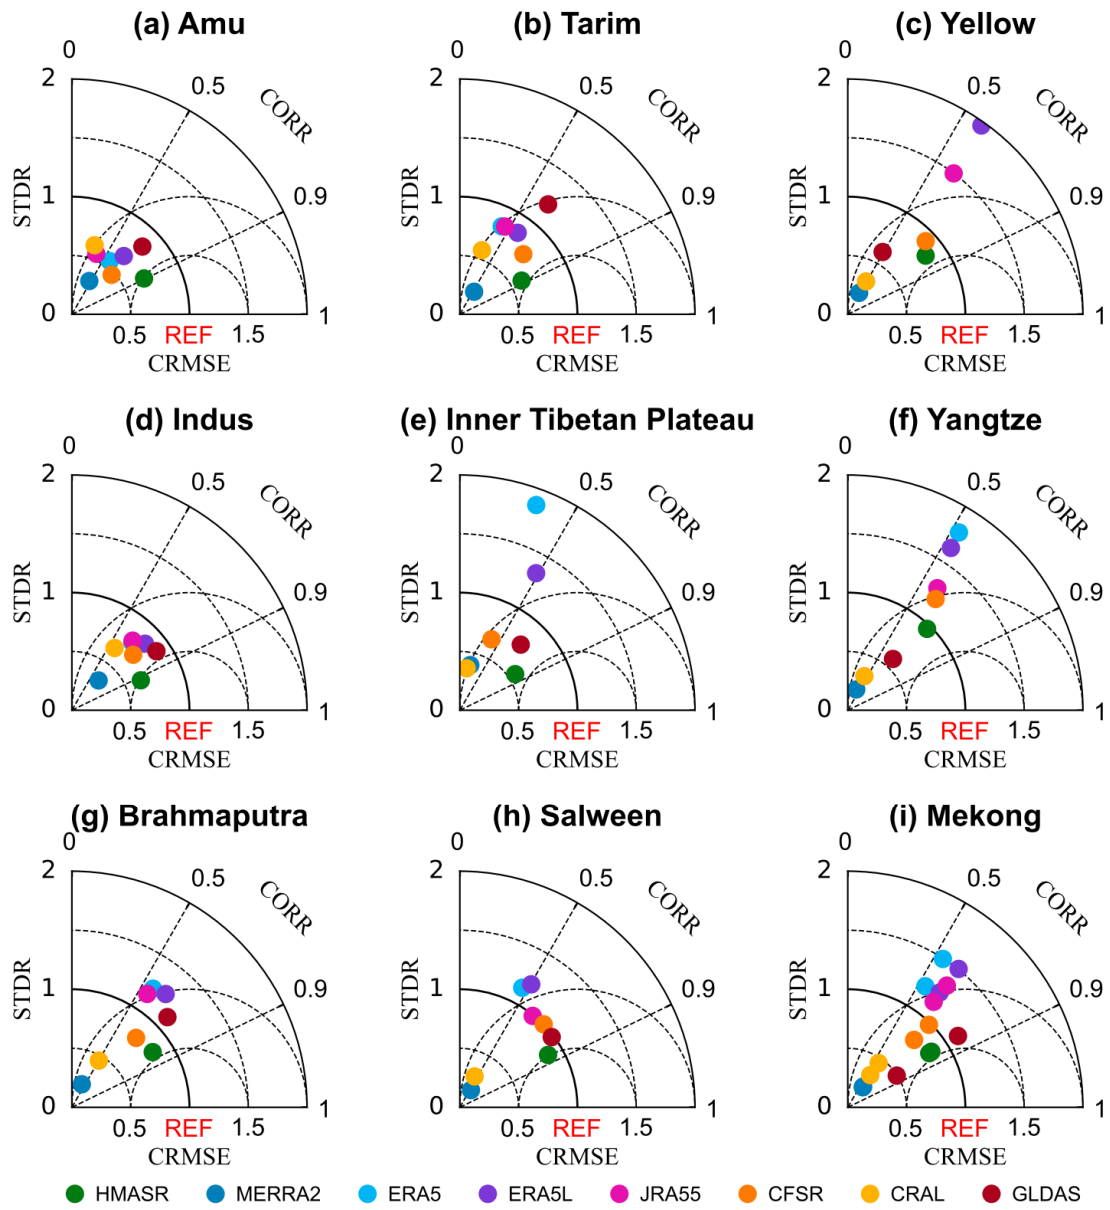 (a) Amu
(b) Tarim
(c) Yellow
0
2
0.5
CORR
0.9
STDR
1
0
0.5
REF
1.5
1
CRMSE
0
2
0.5
CORR
0.9
STDR
1
0
0.5
REF
1.5
1
CRMSE
0
2
0.5
CORR
0.9
STDR
1
0
0.5
REF
1.5
1
CRMSE
(d) Indus
(e) Inner Tibetan Plateau
(f) Yangtze
0
2
0.5
CORR
0.9
STDR
1
0
0.5
REF
1.5
1
CRMSE
0
2
0.5
CORR
0.9
STDR
1
0
0.5
REF
1.5
1
CRMSE
0
2
0.5
CORR
0.9
STDR
1
0
0.5
REF
1.5
1
CRMSE
(g) Brahmaputra
(h) Salween
(i) Mekong
0
2
0.5
CORR
0.9
STDR
1
0
0.5
REF
1.5
1
CRMSE
0
2
0.5
CORR
0.9
STDR
1
0
0.5
REF
1.5
1
CRMSE
0
2
0.5
CORR
0.9
STDR
1
0
0.5
REF
1.5
1
CRMSE
HMASR MERRA2 ERA5 ERA5L JRA55 CFSR CRAL GLDAS